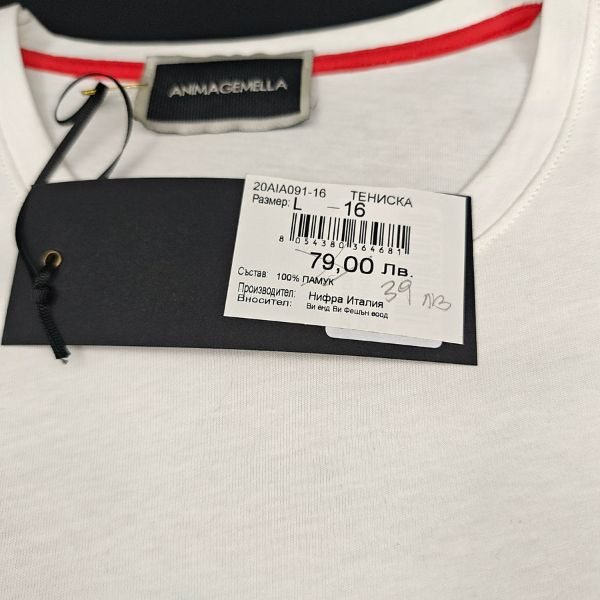 ANIMAGEMELLA
20AIA091-16 ТЕНИСКА
Размер: L - 16
8 054380 364681
79,00 Лв.
39 лв
Състав: 100% ПАМУК
Производител: Нифра Италия
Вносител: Ви енд Ви Фешън еоод